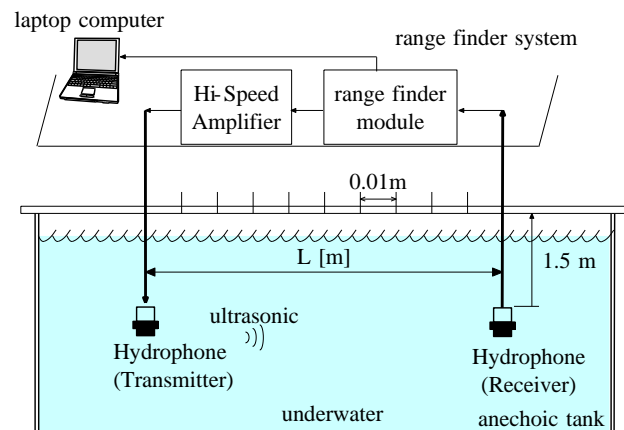 laptop computer
range finder system
Hi-Speed
Amplifier
range finder
module
0.01m
L [m]
1.5 m
ultrasonic
Hydrophone
(Transmitter)
Hydrophone
(Receiver)
underwater
anechoic tank